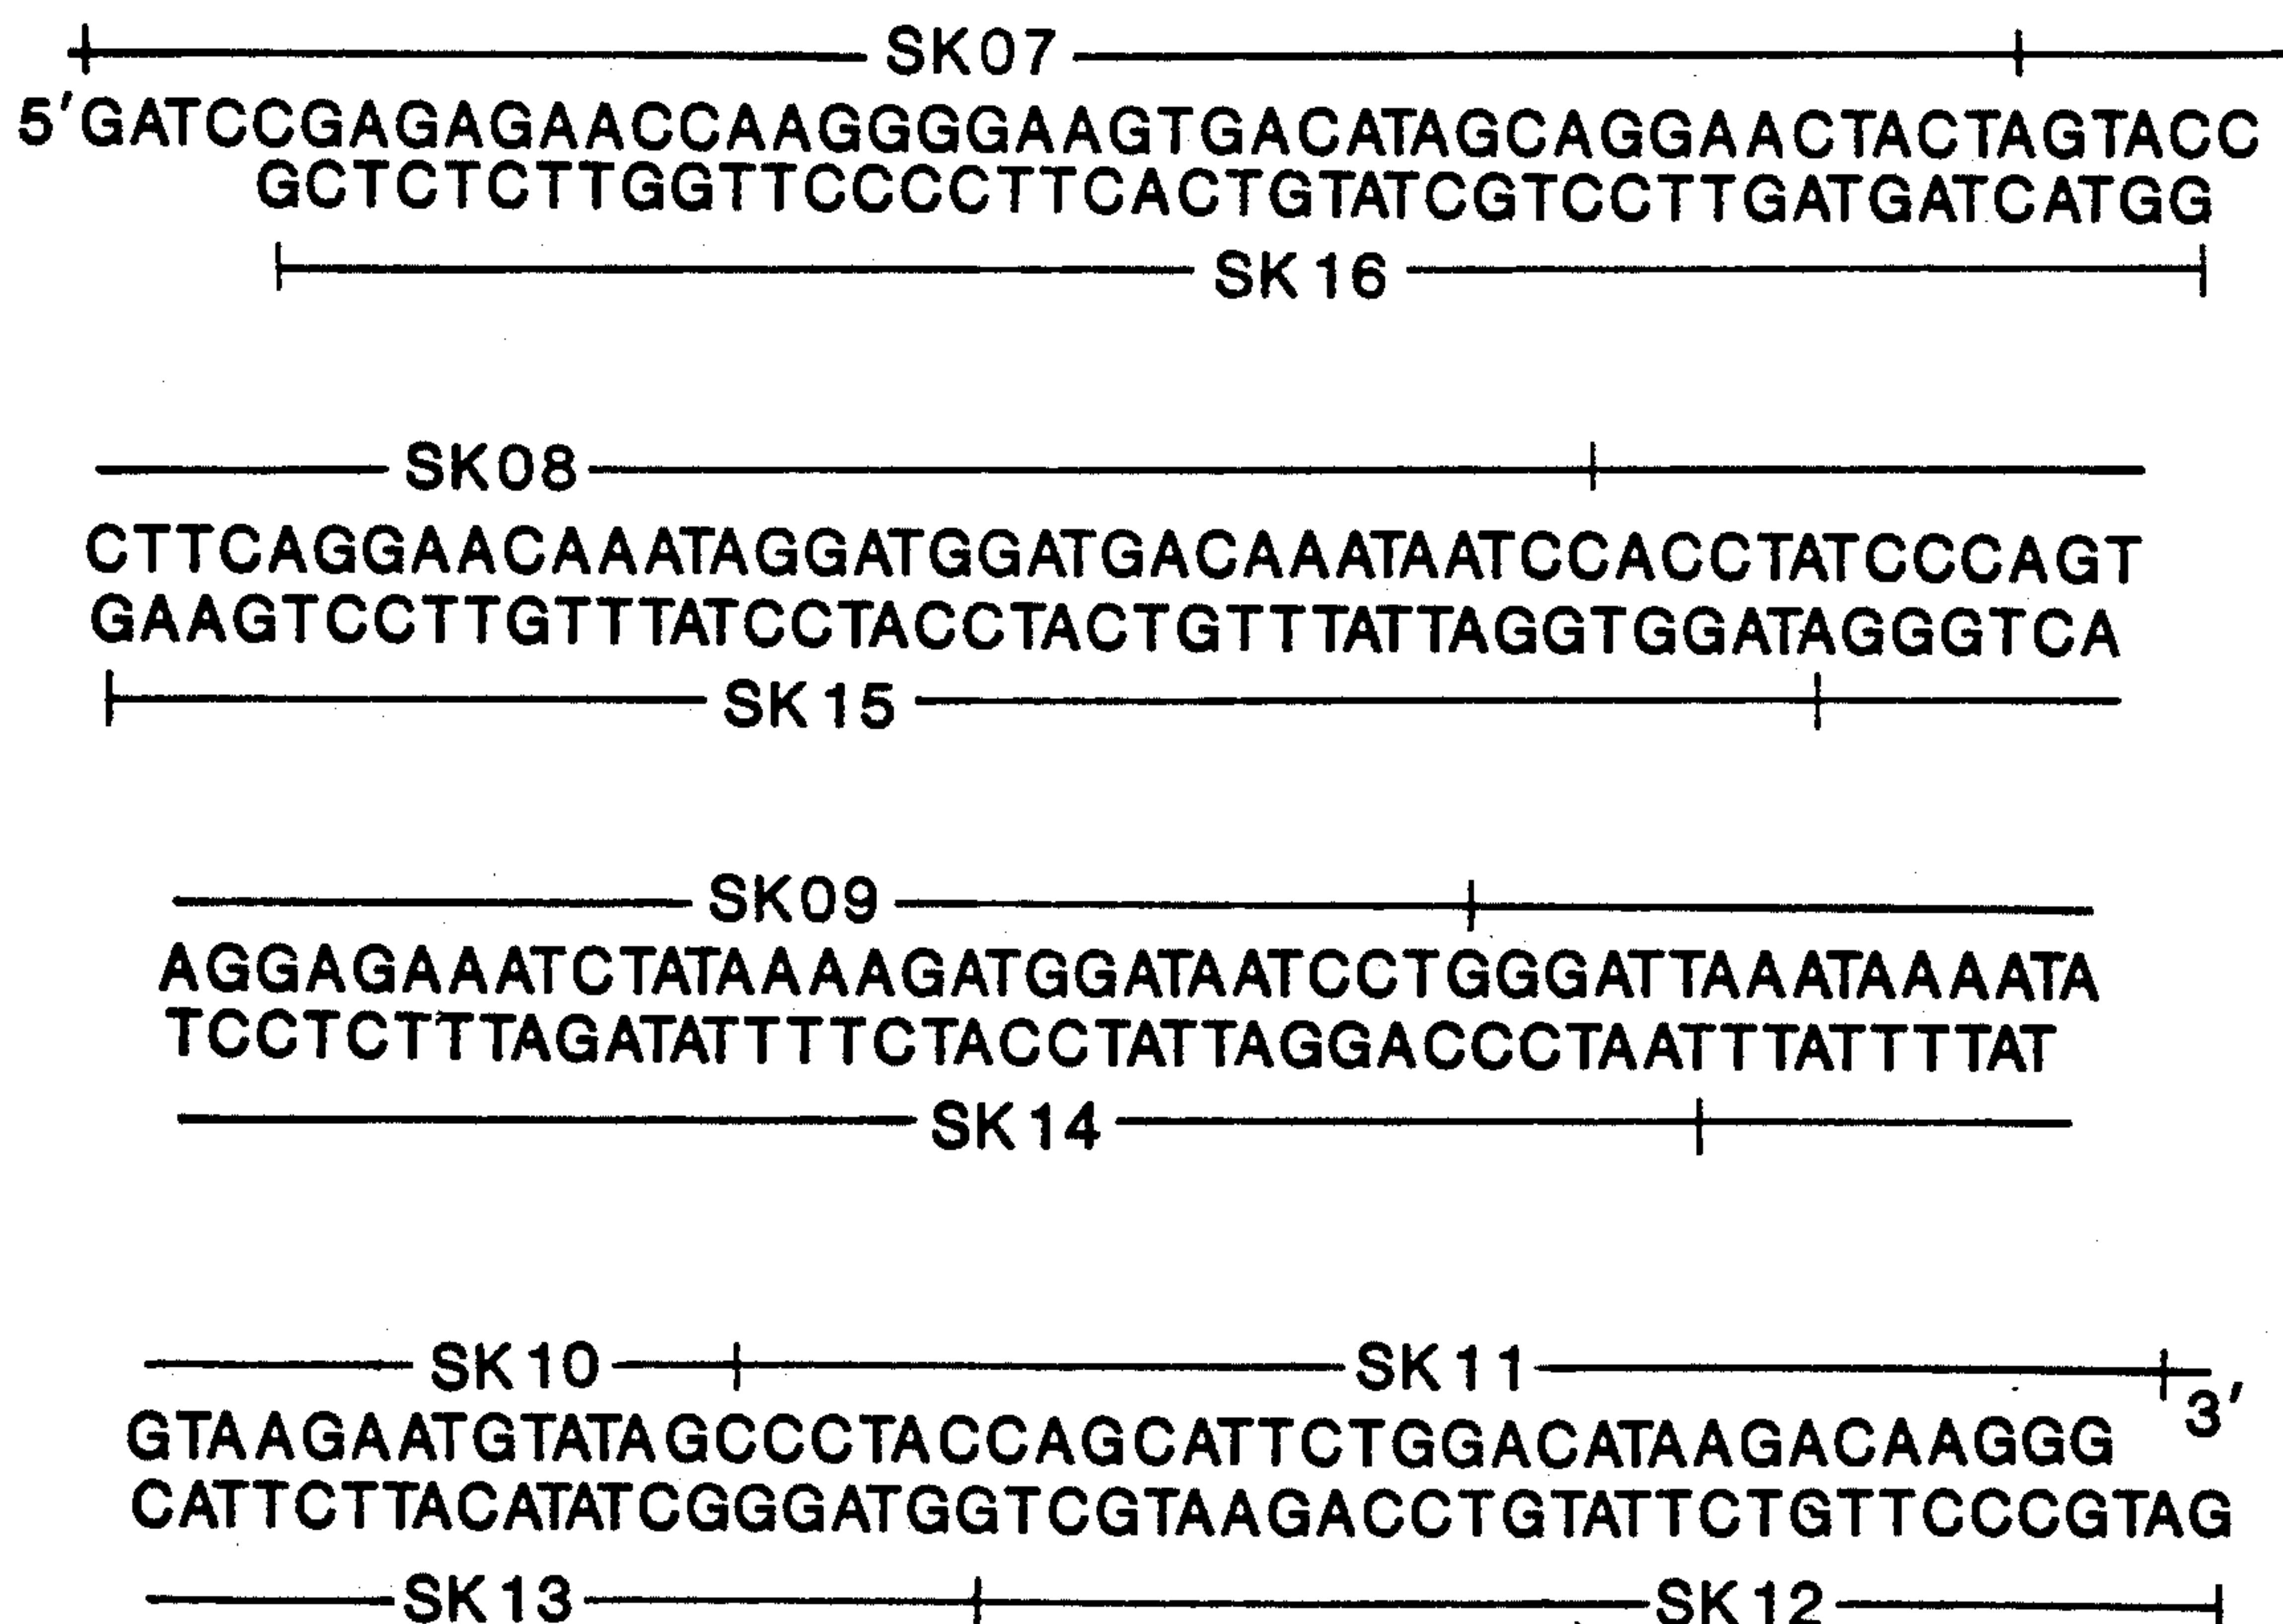 SK07
5'GATCCGAGAGAACCAAGGGGAAGTGACATAGCAGGAACTACTAGTACC
GCTCTCTTGGTTCCCCTTCACTGTATCGTCCTTGATGATCATGG
SK16
SK08
CTTCAGGAACAAATAGGATGGATGACAAATAATCCACCTATCCCAGT
GAAGTCCTTGTTTATCCTACCTACTGTTTATTAGGTGGATAGGGTCA
SK15
SK09
AGGAGAAATCTATAAAAGATGGATAATCCTGGGATTAAATAAAATA
TCCTCTTTAGATATTTTCTACCTATTAGGACCCTAATTTATTTTAT
SK14
SK10 SK11
3'
GTAAGAATGTATAGCCCTACCAGCATTCTGGACATAAGACAAGGG
CATTCTTACATATCGGGATGGTCGTAAGACCTGTATTCTGTTCCCGTAG
SK13 SK12